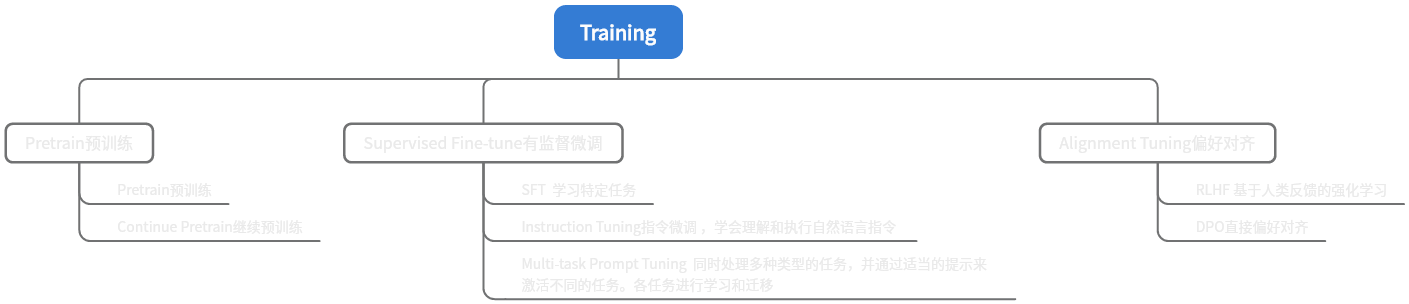 Training
Pretrain预训练
Supervised Fine-tune有监督微调
Alignment Tuning偏好对齐
Pretrain预训练
Continue Pretrain继续预训练
SFT 学习特定任务
Instruction Tuning指令微调 ，学会理解和执行自然语言指令
Multi-task Prompt Tuning 同时处理多种类型的任务，并通过适当的提示来
激活不同的任务。各任务进行学习和迁移
RLHF 基于人类反馈的强化学习
DPO直接偏好对齐